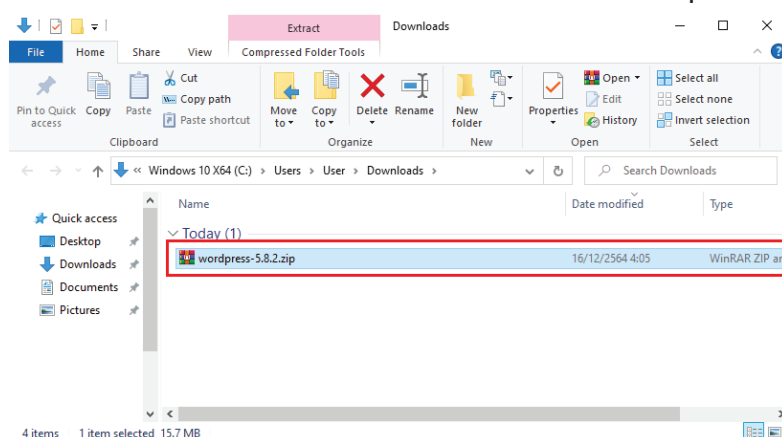 Extract Downloads
File Home Share View Compressed Folder Tools
Pin to Quick access
Copy
Paste
Cut
Copy path
Paste shortcut
Move to
Copy to
Delete
Rename
New folder
Properties
Open
Edit
History
Select all
Select none
Invert selection
Clipboard Organize New Open Select
« Windows 10 X64 (C:) › Users › User › Downloads ›
Search Downloads
Name Date modified Type
Quick access
Desktop
Downloads
Documents
Pictures
Today (1)
wordpress-5.8.2.zip 16/12/2564 4:05 WinRAR ZIP
4 items 1 item selected 15.7 MB